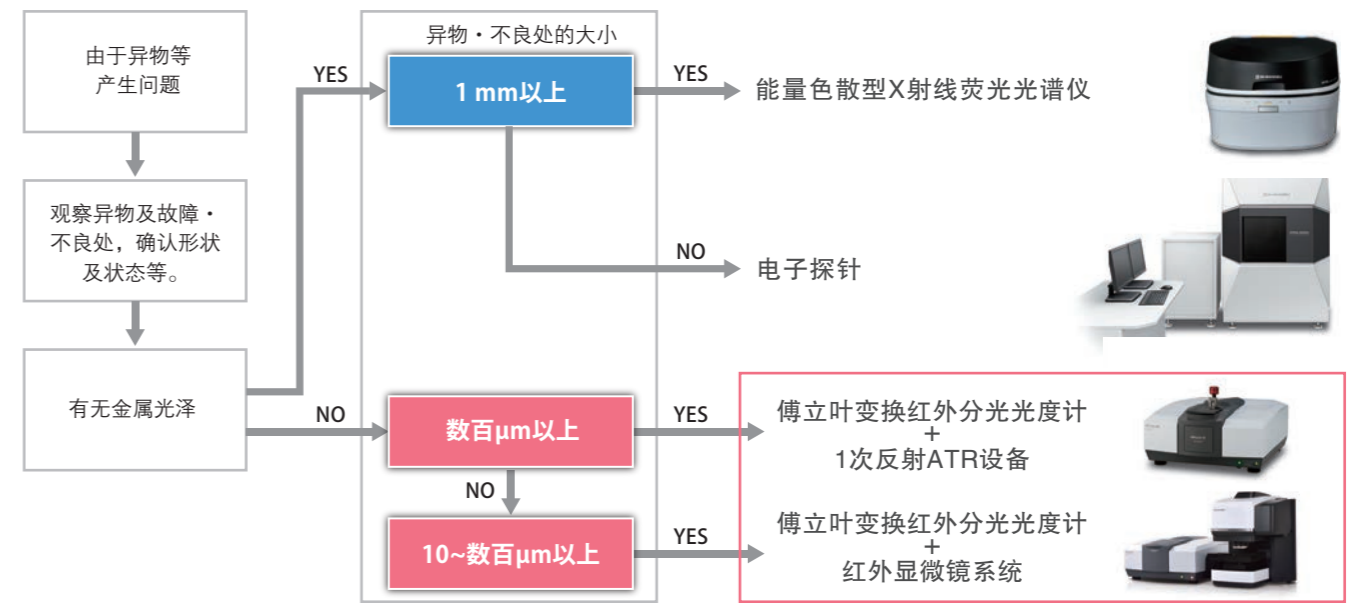 由于异物等
产生问题
观察异物及故障・
不良处，确认形状
及状态等。
有无金属光泽
YES
NO
异物・不良处的大小
1 mm以上
YES
能量色散型X射线荧光光谱仪
NO
电子探针
数百μm以上
YES
傅立叶变换红外分光光度计
+
1次反射ATR设备
NO
10~数百μm以上
YES
傅立叶变换红外分光光度计
+
红外显微镜系统